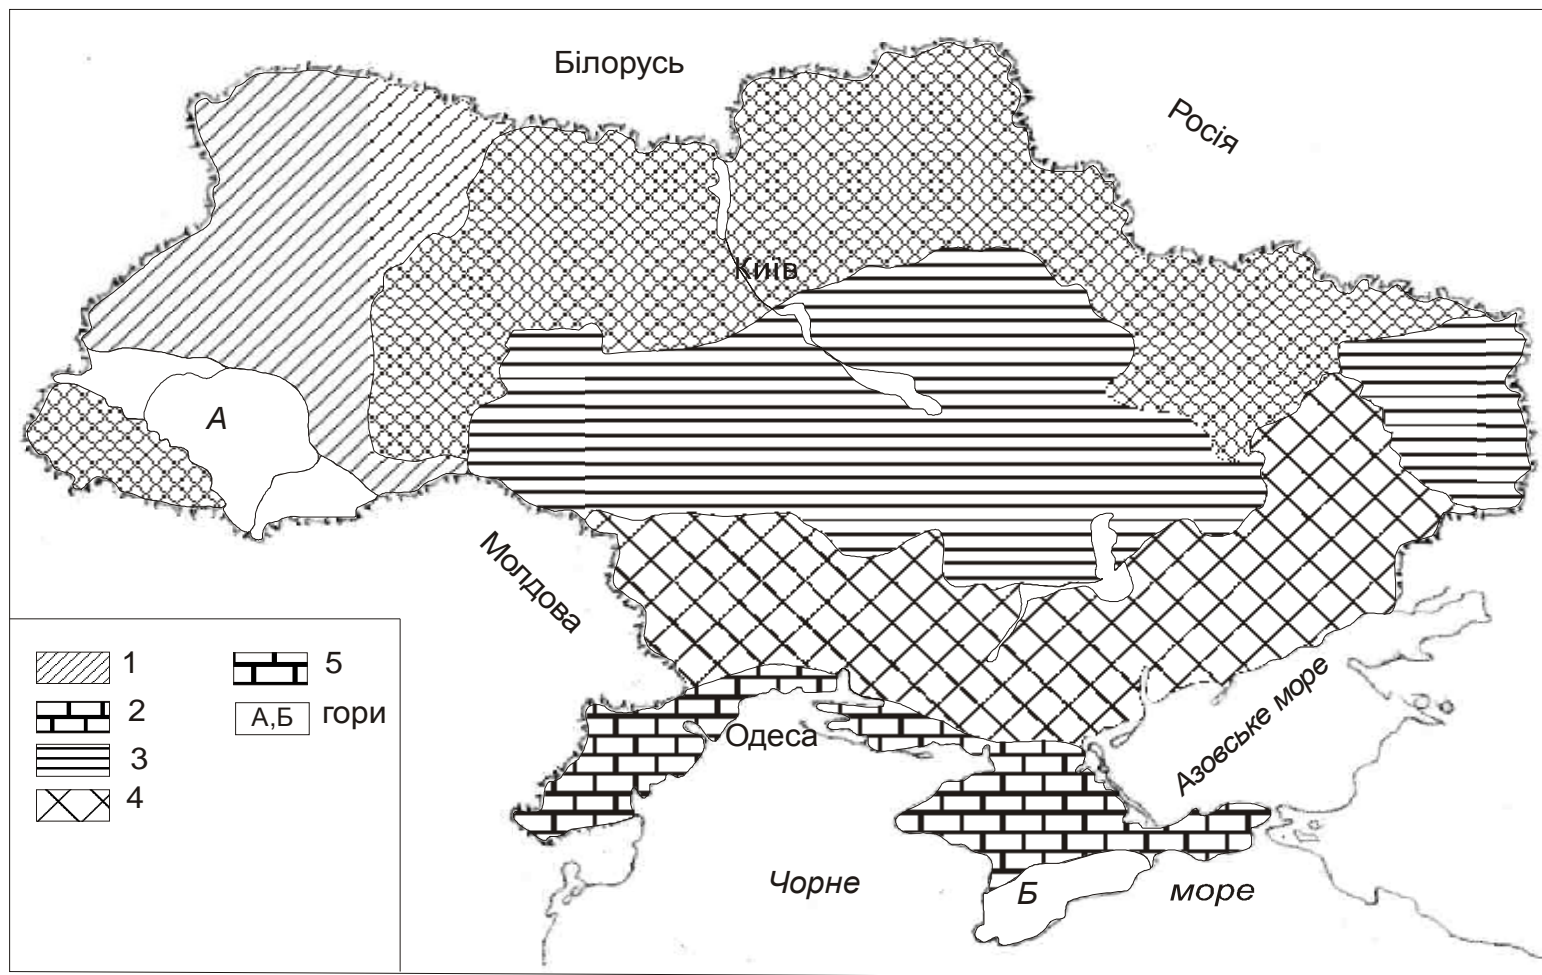 Білорусь
Росія
Київ
А
Молдова
Одеса
Азовське море
Чорне море
Б
1
2
3
4
5
А,Б гори